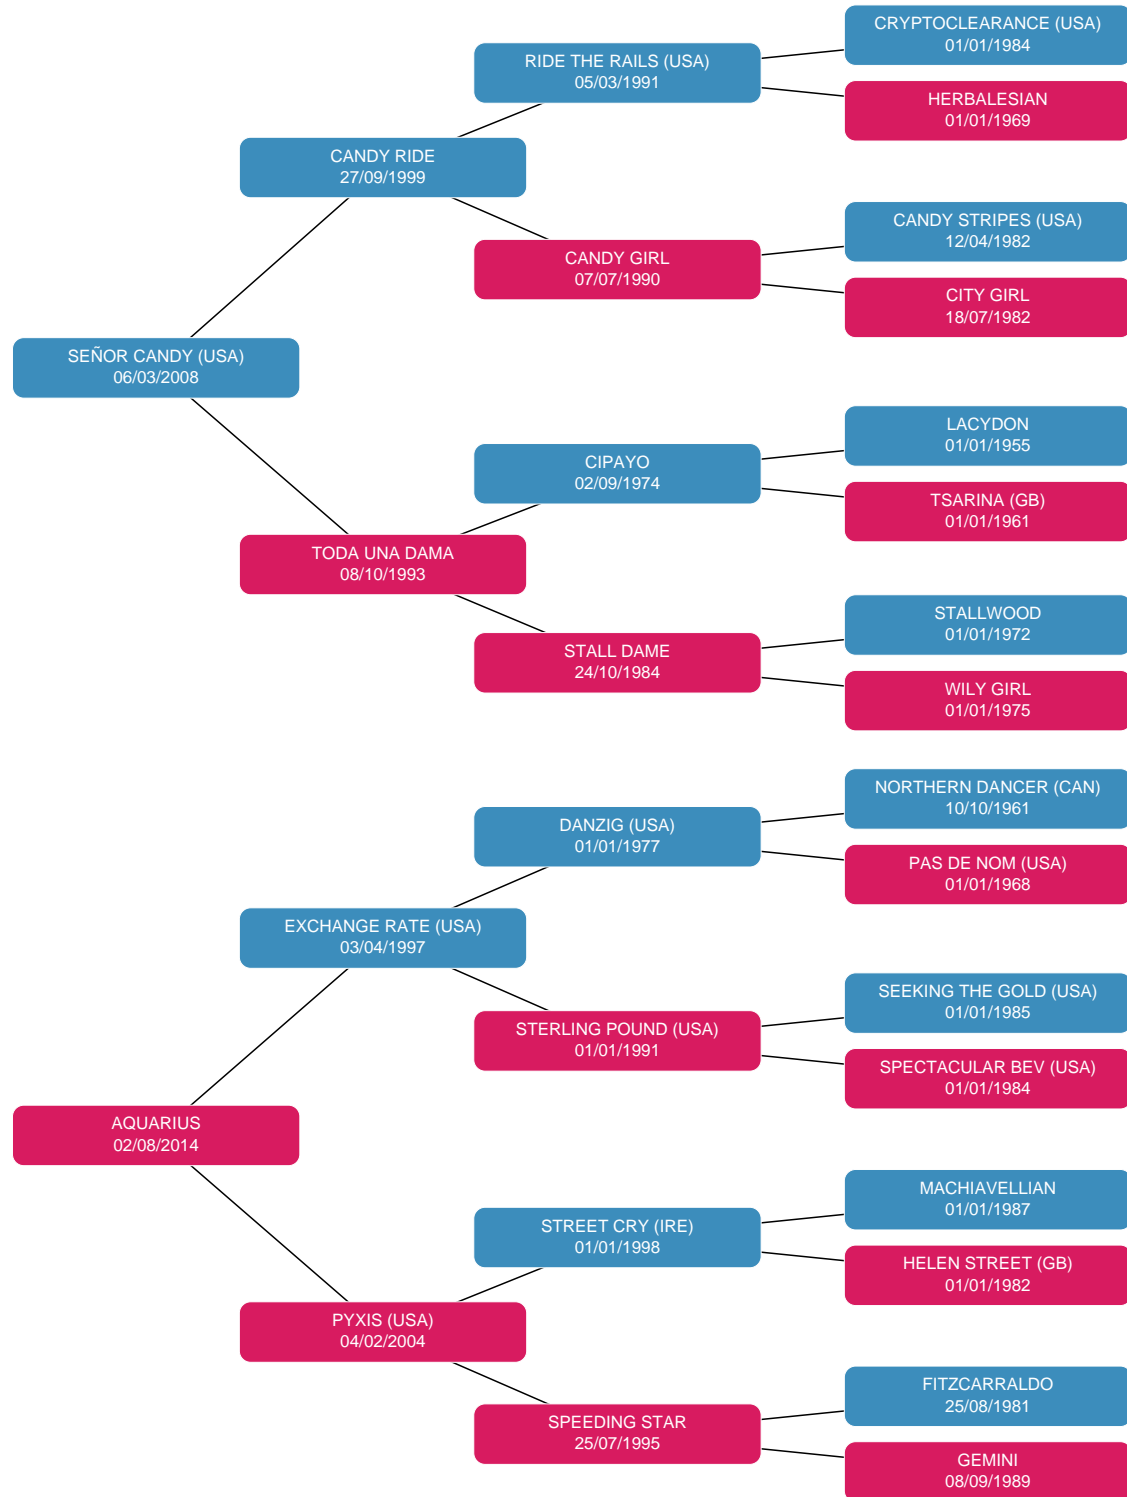 CRYPTOCLEARANCE (USA)
01/01/1984
RIDE THE RAILS (USA)
05/03/1991
HERBALESIAN
01/01/1969
CANDY RIDE
27/09/1999
CANDY STRIPES (USA)
12/04/1982
CANDY GIRL
07/07/1990
CITY GIRL
18/07/1982
SEÑOR CANDY (USA)
06/03/2008
LACYDON
01/01/1955
CIPAYO
02/09/1974
TSARINA (GB)
01/01/1961
TODA UNA DAMA
08/10/1993
STALLWOOD
01/01/1972
STALL DAME
24/10/1984
WILY GIRL
01/01/1975
NORTHERN DANCER (CAN)
10/10/1961
DANZIG (USA)
01/01/1977
PAS DE NOM (USA)
01/01/1968
EXCHANGE RATE (USA)
03/04/1997
SEEKING THE GOLD (USA)
01/01/1985
STERLING POUND (USA)
01/01/1991
SPECTACULAR BEV (USA)
01/01/1984
AQUARIUS
02/08/2014
MACHIAVELLIAN
01/01/1987
STREET CRY (IRE)
01/01/1998
HELEN STREET (GB)
01/01/1982
PYXIS (USA)
04/02/2004
FITZCARRALDO
25/08/1981
SPEEDING STAR
25/07/1995
GEMINI
08/09/1989